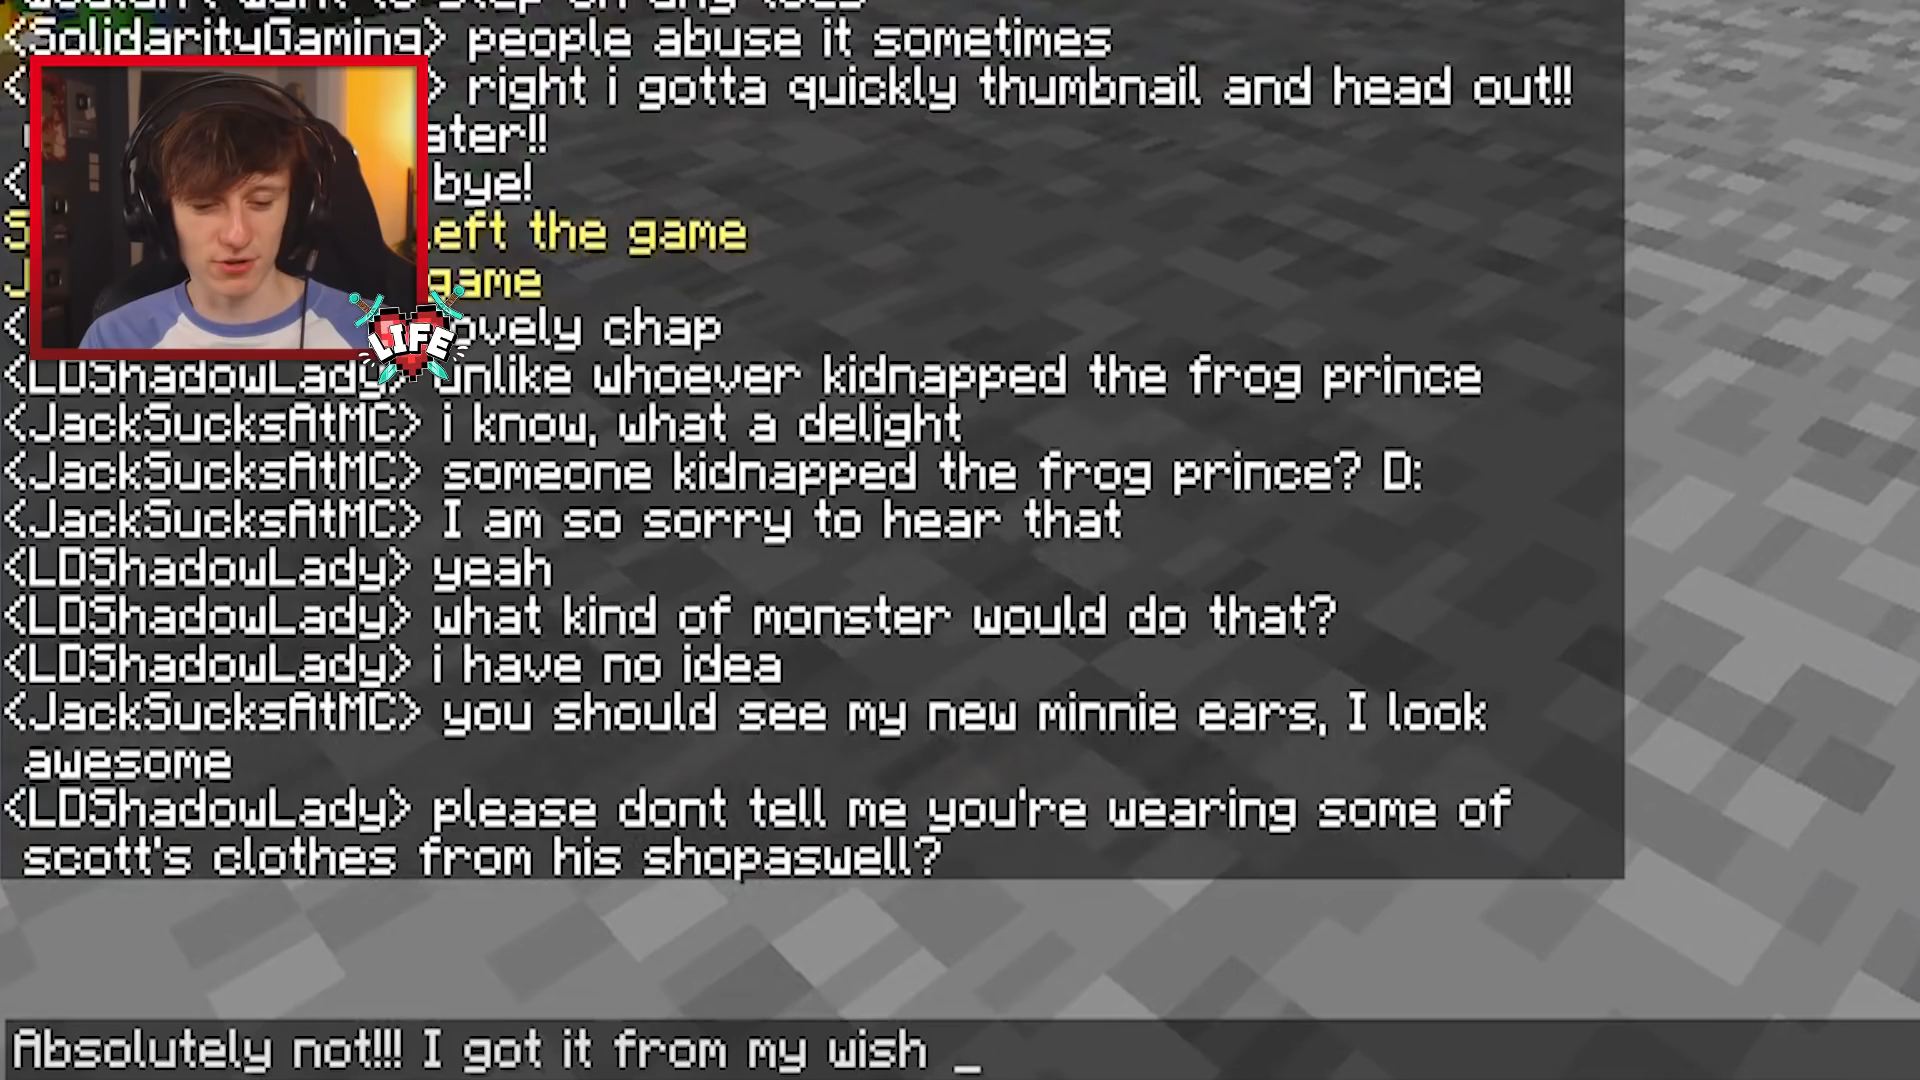 <SolidarityGaming> people abuse it sometimes
right i gotta quickly thumbnail and head out!!
ater!!
bye!
left the game
game
ovely chap
<LDShadowLady> unlike whoever kidnapped the frog prince
<JackSucksAtMC> i know, what a delight
<JackSucksAtMC> someone kidnapped the frog prince? D:
<JackSucksAtMC> I am so sorry to hear that
<LDShadowLady> yeah
<LDShadowLady> what kind of monster would do that?
<LDShadowLady> i have no idea
<JackSucksAtMC> you should see my new minnie ears, I look
awesome
<LDShadowLady> please dont tell me you're wearing some of
scott's clothes from his shopaswell?
LIFE
Absolutely not!!! I got it from my wish _